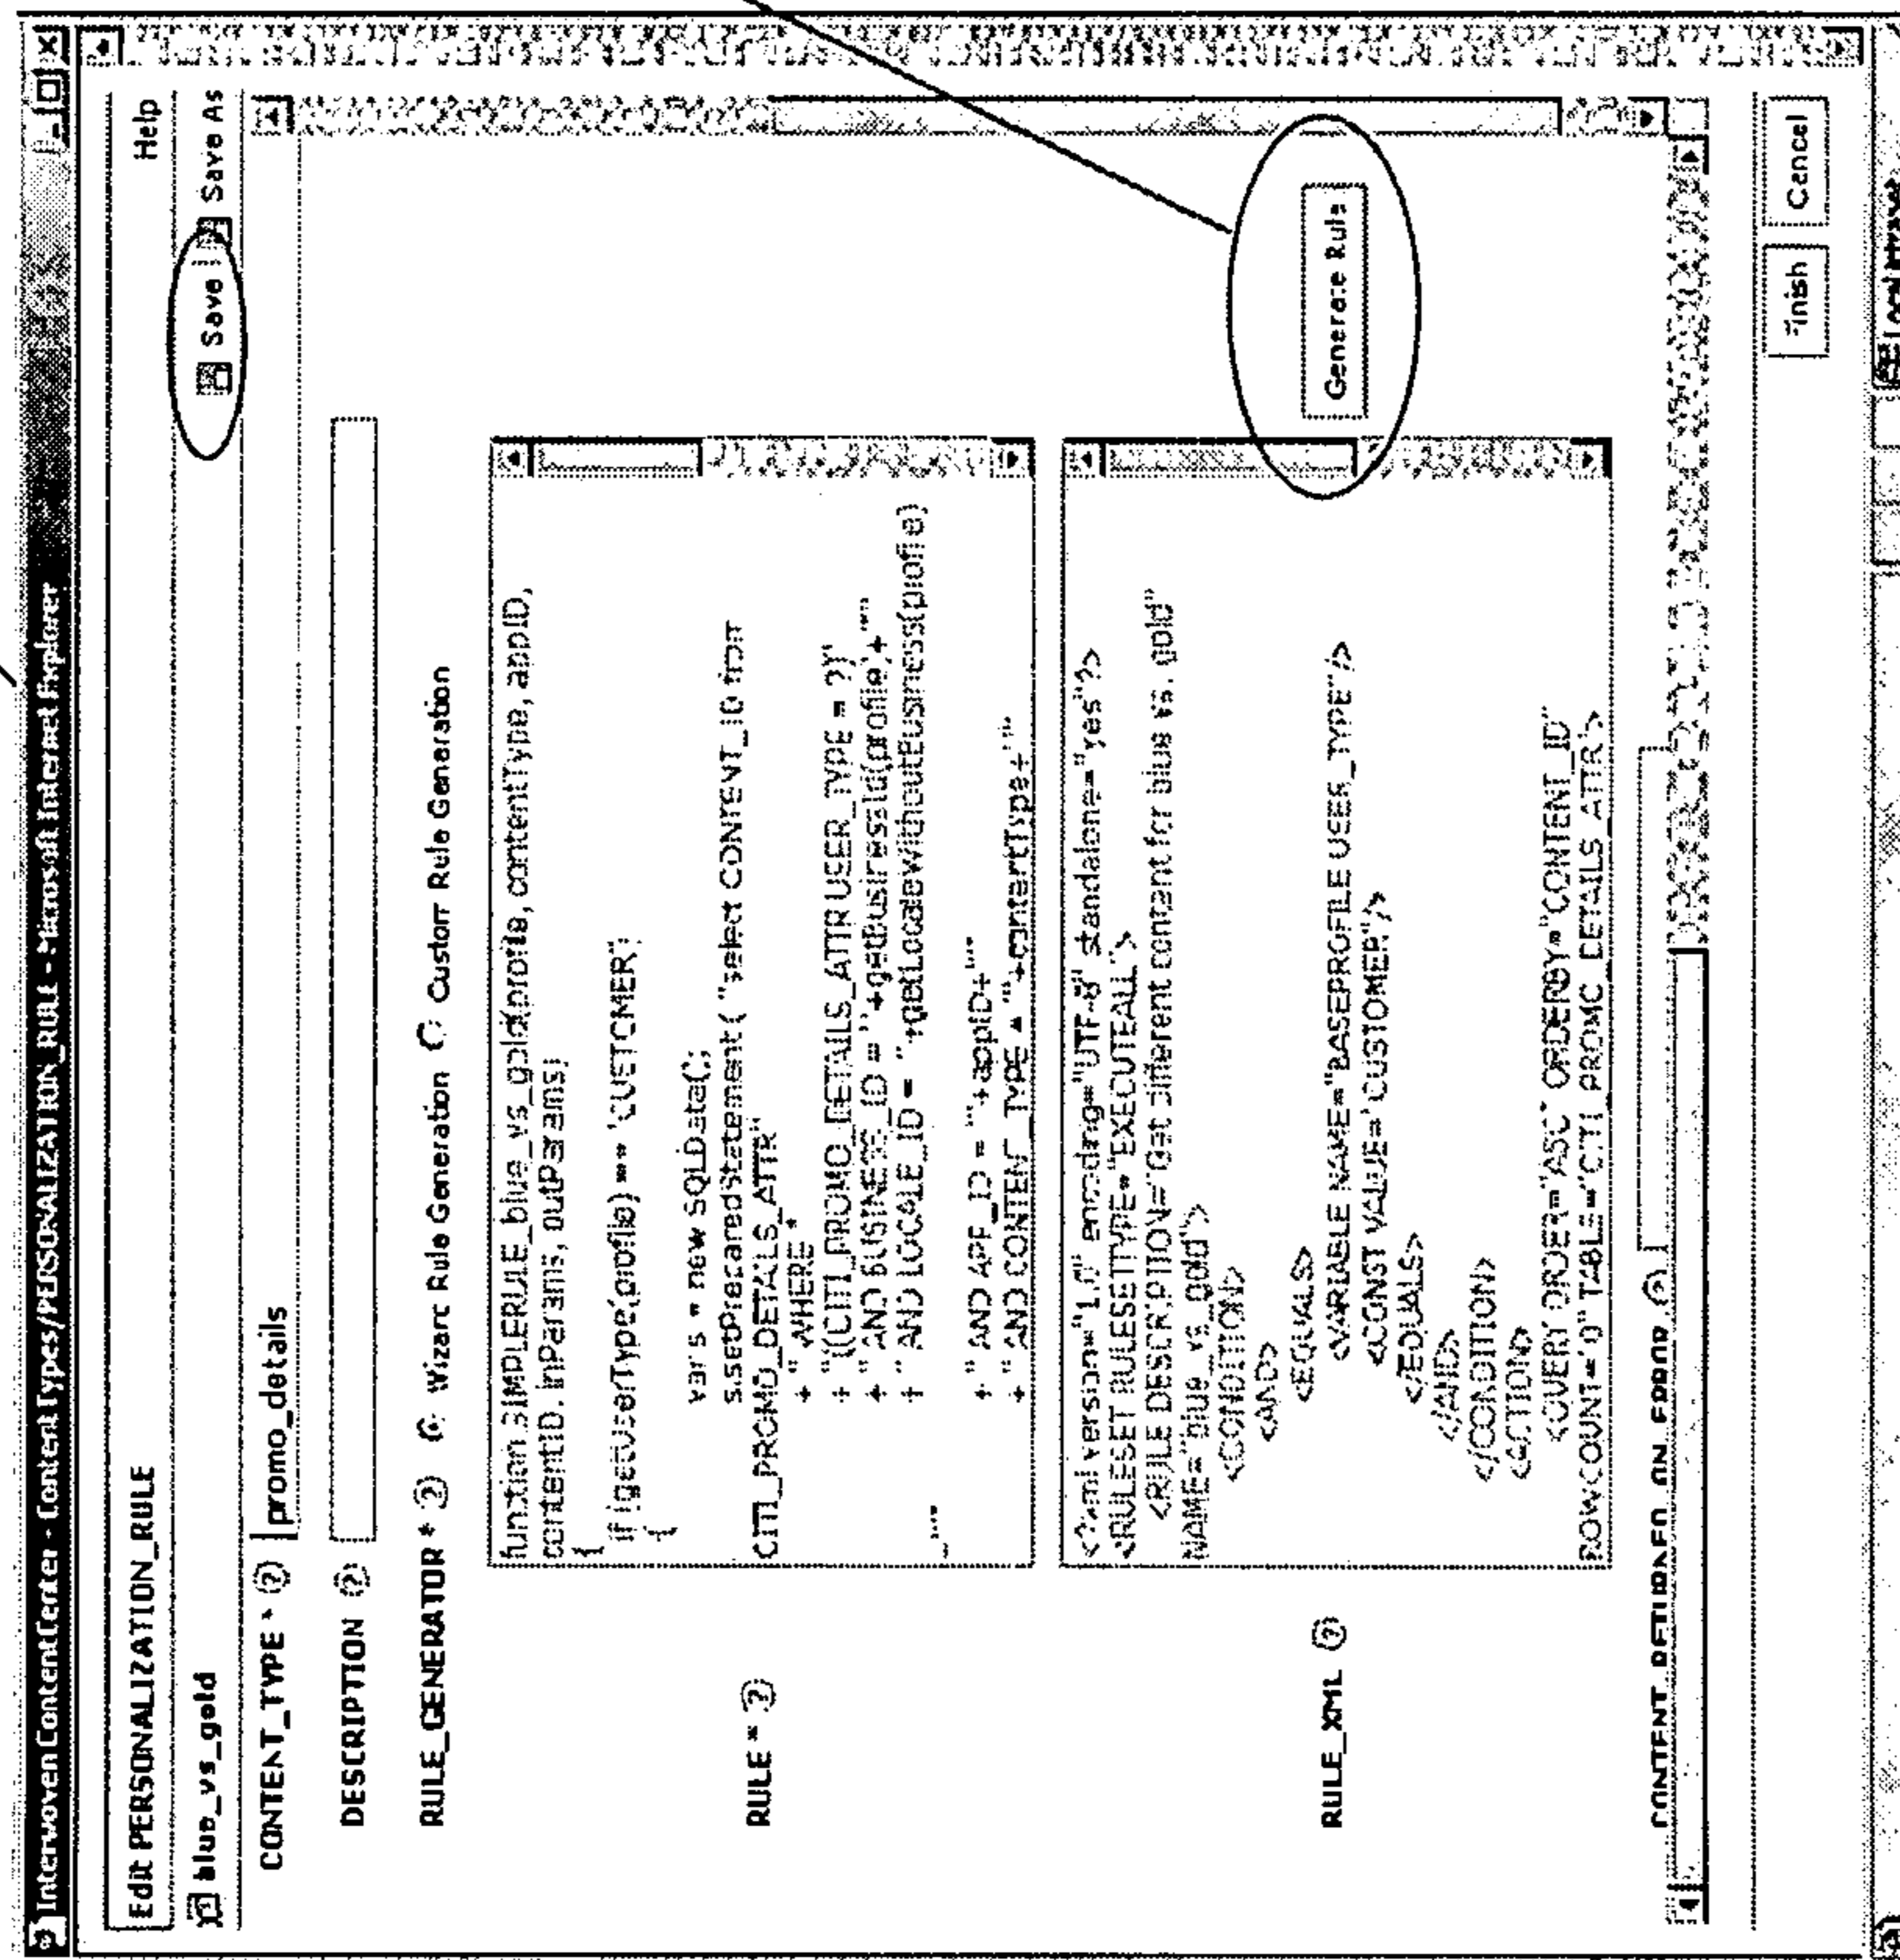 Interwoven ContentCenter - Content Types/PERSONALIZATION_RULE - Microsoft Internet Explorer
Edit PERSONALIZATION_RULE Help
blue_vs_gold Save Save As
CONTENT_TYPE * promo_details
DESCRIPTION
RULE_GENERATOR * Wizard Rule Generation Custom Rule Generation
RULE *
function SIMPLERULE_blue_vs_gold(profile, contentType, appID,
contentID, inParams, outParams)
{
if (getUserType(profile) == 'CUSTOMER')
{
var s = new SQLData();
s.setPreparedStatement ( "select CONTENT_ID from
CITI_PROMO_DETAILS_ATTR"
+ " WHERE "
+ "((CITI_PROMO_DETAILS_ATTR USER_TYPE = ?)"
+ "AND BUSINESS_ID = '"+getBusinessId(profile)+"'"
+ " AND LOCALE_ID = "+getLocaleWithoutBusiness(profile)
+ " AND APP_ID = '"+appID+"'"
+ "AND CONTENT_TYPE = '"+contentType+"'"
RULE_XML
<?xml version="1.0" encoding="UTF-8" standalone="yes"?>
<RULESET RULESETTYPE="EXECUTEALL">
<RULE DESCRIPTION="Get different content for blue vs. gold"
NAME="blue_vs_gold">
<CONDITION>
<AND>
<EQUALS>
<VARIABLE NAME="BASEPROFILE USER_TYPE"/>
<CONST VALUE="CUSTOMER"/>
</EQUALS>
</AND>
</CONDITION>
<ACTION>
<QUERY ORDER="ASC" ORDERBY="CONTENT_ID"
ROWCOUNT="0" TABLE="CITI_PROMO_DETAILS_ATTR">
Generate Rule
Finish Cancel